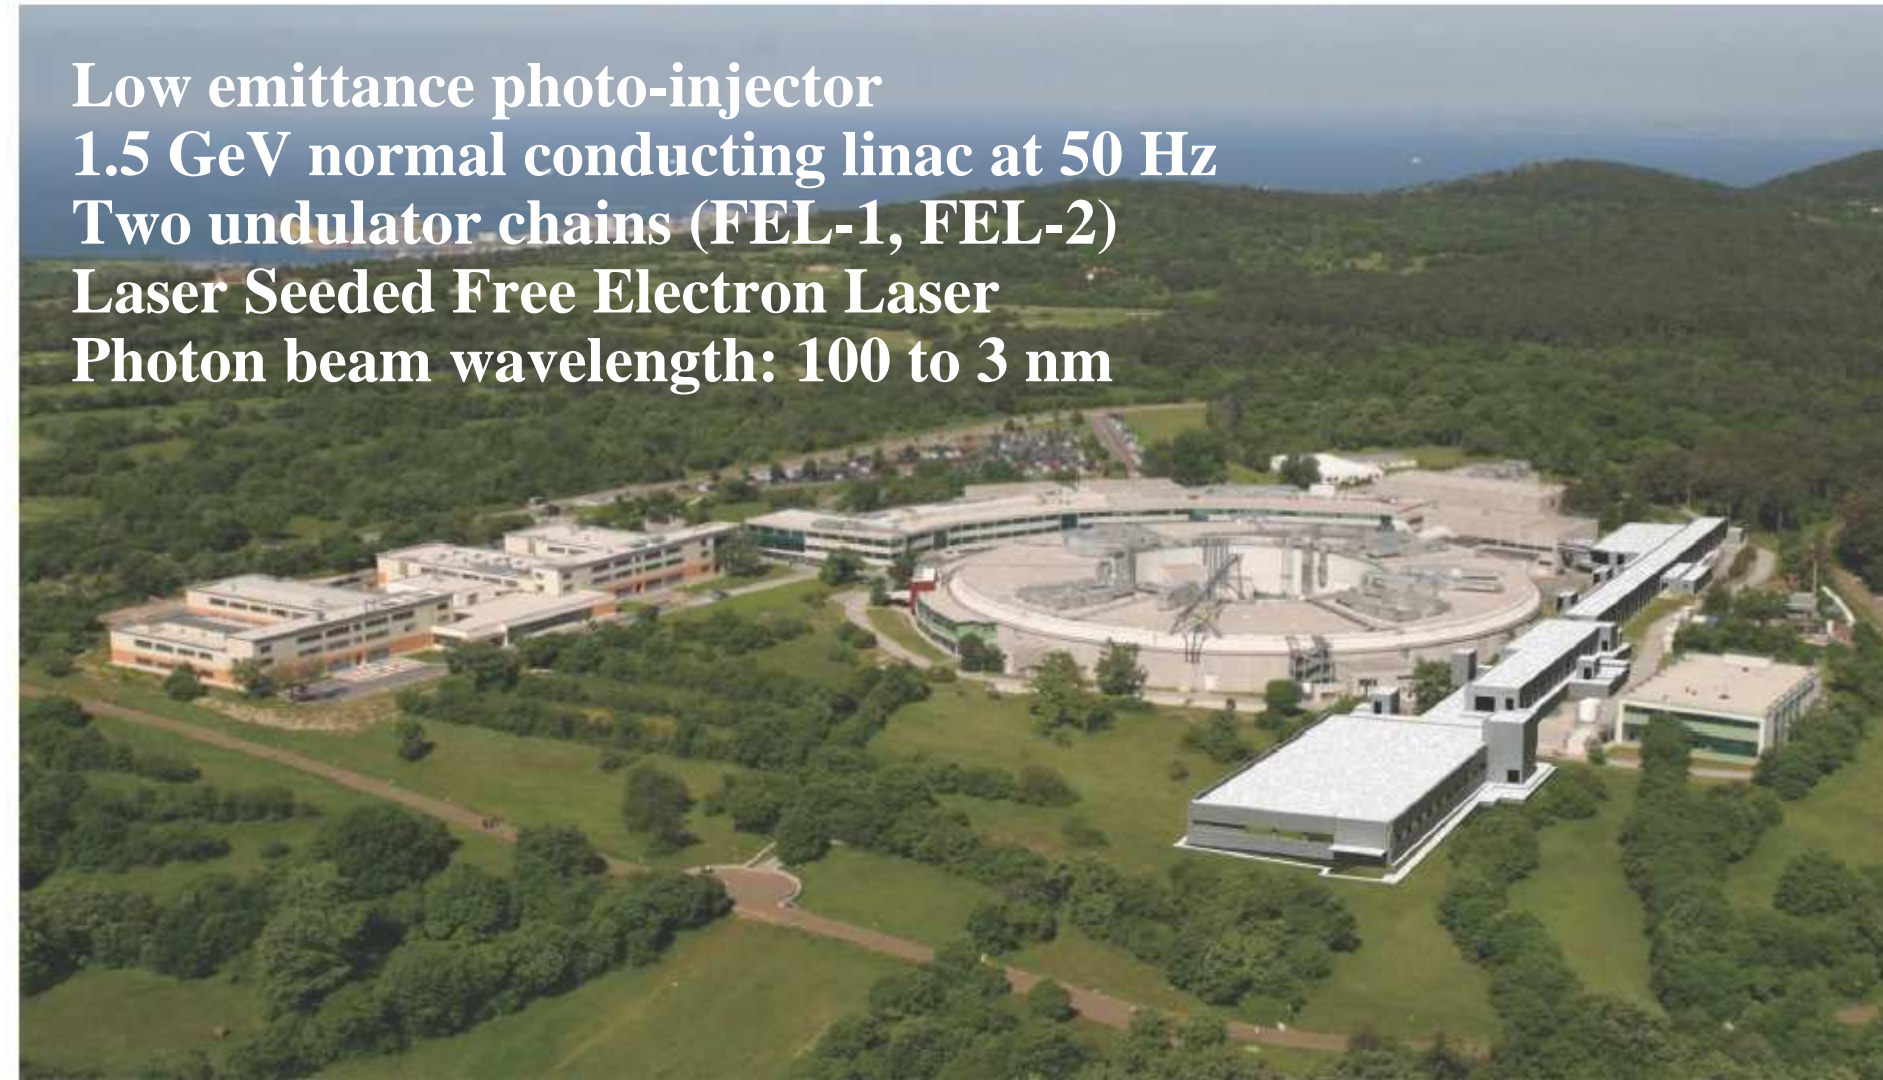 Low emittance photo-injector
1.5 GeV normal conducting linac at 50 Hz
Two undulator chains (FEL-1, FEL-2)
Laser Seeded Free Electron Laser
Photon beam wavelength: 100 to 3 nm